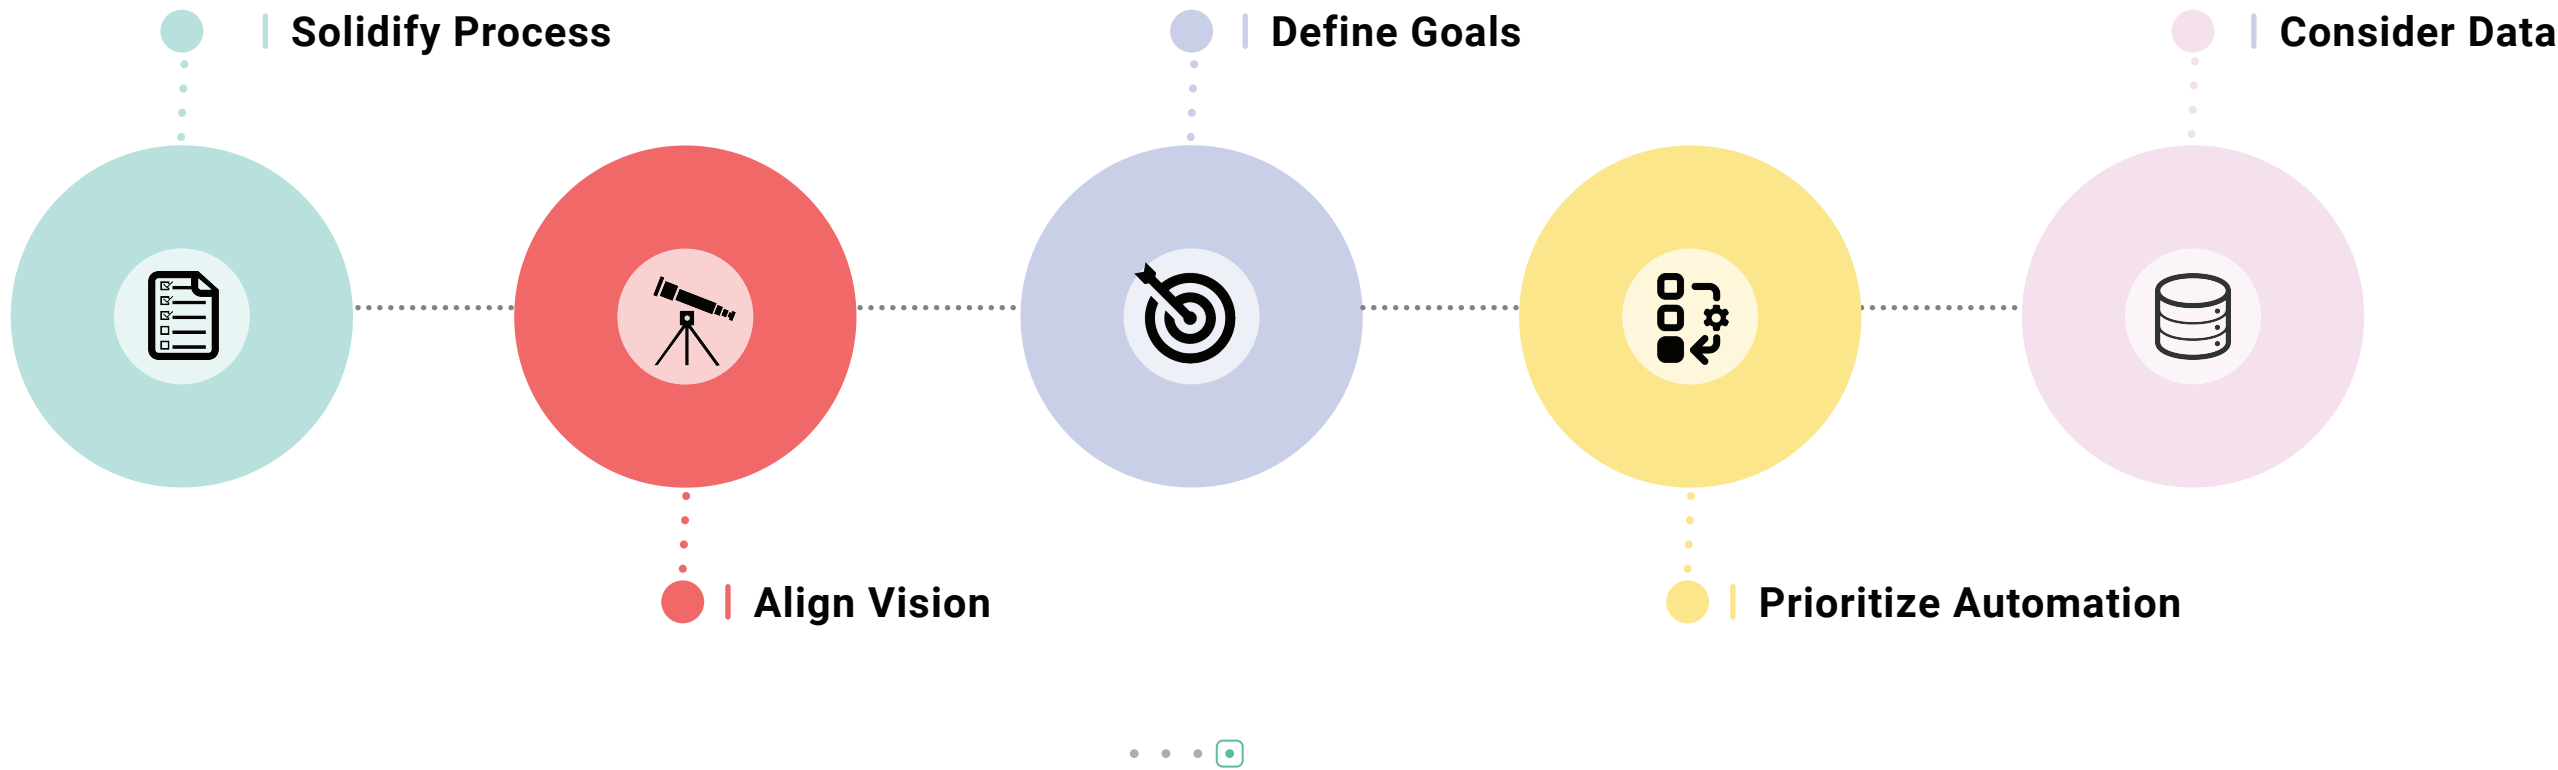 Solidify Process
Define Goals
Consider Data
Align Vision
Prioritize Automation